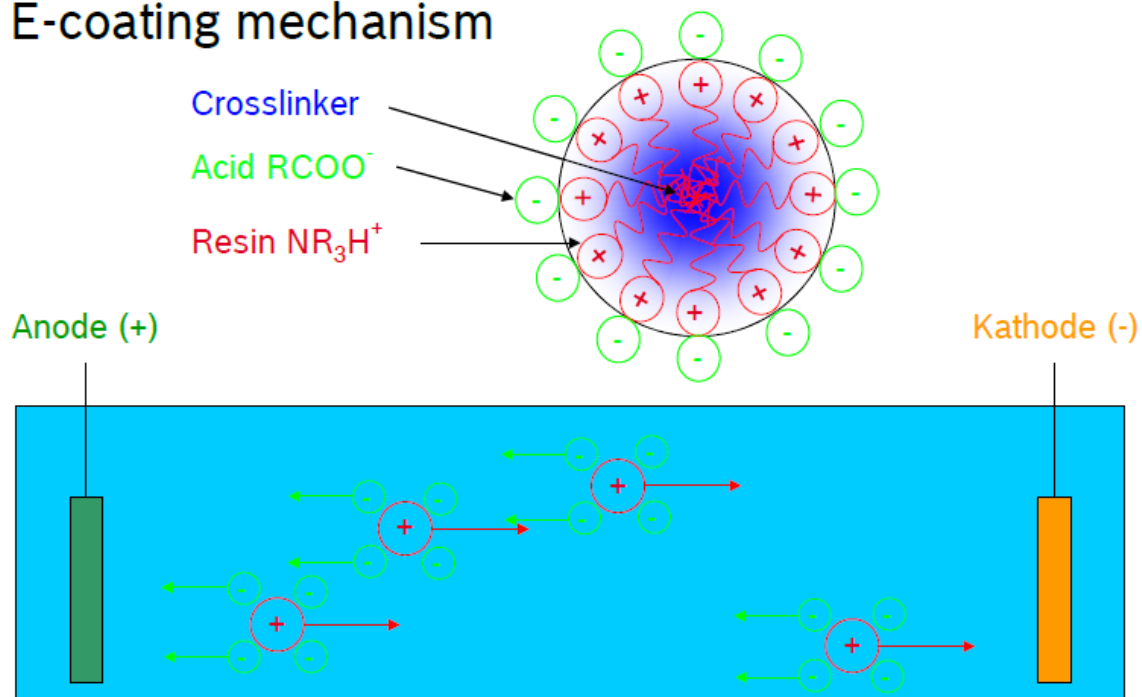 E-coating mechanism
Crosslinker
Acid RCOO⁻
Resin NR₃H⁺
Anode (+)
Kathode (-)